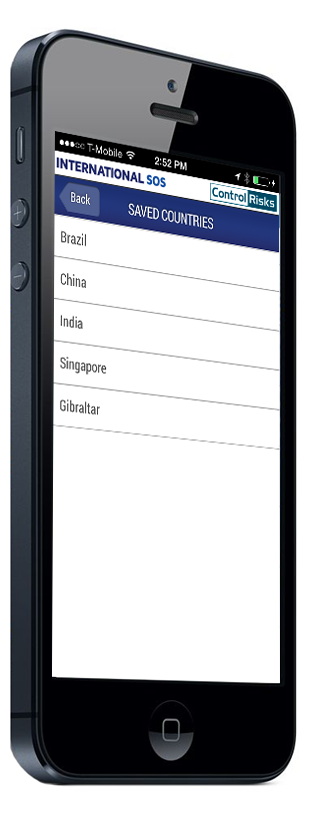 T-Mobile 2:52 PM
INTERNATIONAL SOS
Control Risks
Back SAVED COUNTRIES
Brazil
China
India
Singapore
Gibraltar